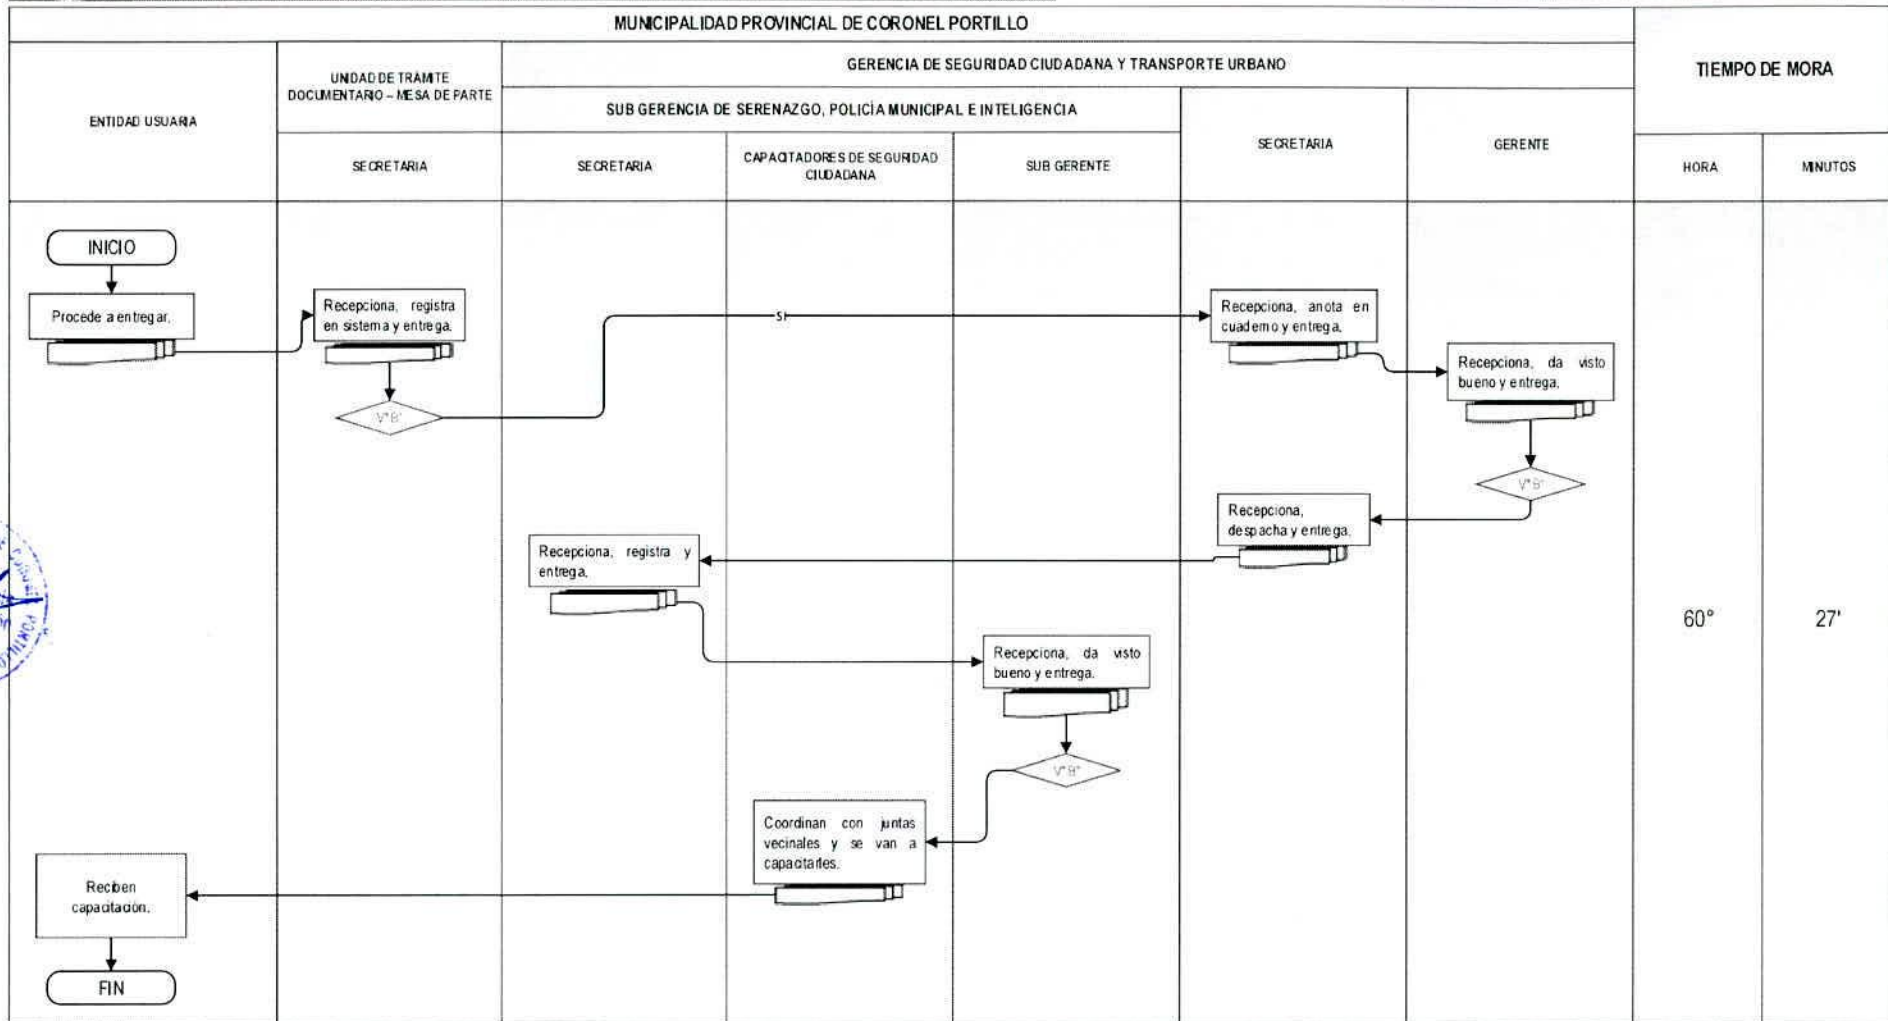 MUNICIPALIDAD PROVINCIAL DE CORONEL PORTILLO
TIEMPO DE MORA
ENTIDAD USUARIA
UNIDAD DE TRAMITE
DOCUMENTARIO – MESA DE PARTE
GERENCIA DE SEGURIDAD CIUDADANA Y TRANSPORTE URBANO
SUB GERENCIA DE SERENAZGO, POLICÍA MUNICIPAL E INTELIGENCIA
SECRETARIA
GERENTE
SECRETARIA
SECRETARIA
CAPACITADORES DE SEGURIDAD
CIUDADANA
SUB GERENTE
HORA
MINUTOS
INICIO
Procede a entregar.
Recepciona, registra
en sistema y entrega.
V°B°
SI
Recepciona, anota en
cuaderno y entrega.
Recepciona, da visto
bueno y entrega.
V°B°
Recepciona,
despacha y entrega.
Recepciona, registra y
entrega.
Recepciona, da visto
bueno y entrega.
V°B°
60°
27'
Coordinan con juntas
vecinales y se van a
capacitarles.
Reciben
capacitación.
FIN
PORTILLO